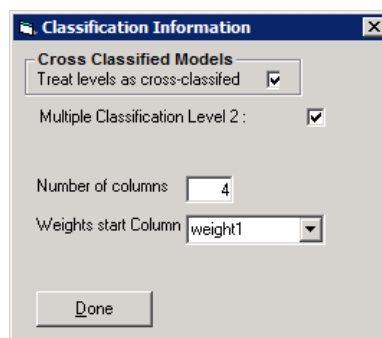 Classification Information
Cross Classified Models
Treat levels as cross-classifed
Multiple Classification Level 2 :
Number of columns 4
Weights start Column weight1
Done